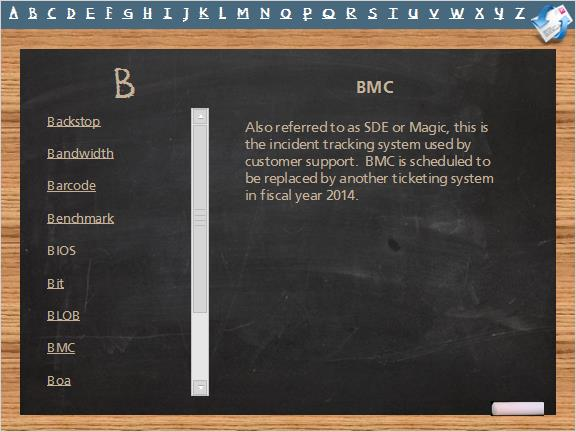 A B C D E F G H I J K L M N O P Q R S T U V W X Y Z
B
Backstop
Bandwidth
Barcode
Benchmark
BIOS
Bit
BLOB
BMC
Boa
BMC
Also referred to as SDE or Magic, this is
the incident tracking system used by
customer support.  BMC is scheduled to
be replaced by another ticketing system
in fiscal year 2014.